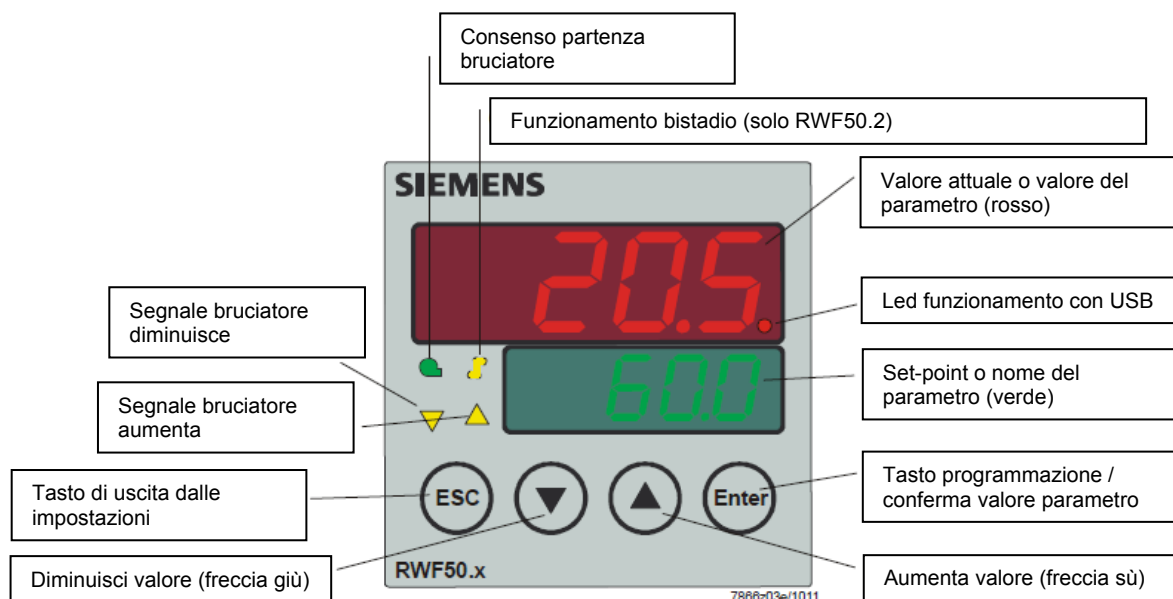 Consenso partenza
bruciatore
Funzionamento bistadio (solo RWF50.2)
SIEMENS
Valore attuale o valore del
parametro (rosso)
20.5.
Led funzionamento con USB
Segnale bruciatore
diminuisce
60.0
Set-point o nome del
parametro (verde)
Segnale bruciatore
aumenta
Tasto di uscita dalle
impostazioni
ESC
Enter
Tasto programmazione /
conferma valore parametro
Diminuisci valore (freccia giù)
RWF50.x
Aumenta valore (freccia sù)
7866z03e/1011